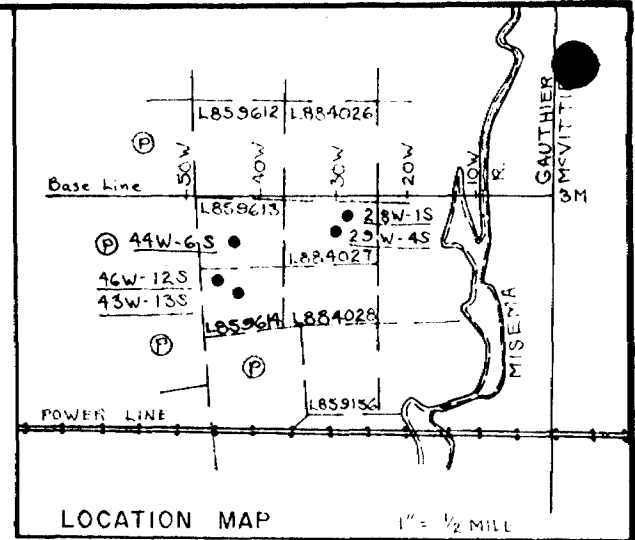 L859612 L884026
GAUTHIER
McVITTIE
P
50W
40W
30W
20W
10W
R.
Base Line
3M
L859613
28W-1S
P 44W-6S
29W-4S
L884027
46W-12S
43W-13S
L859614 L884028
MISEMA
P
P
L859156
POWER LINE
LOCATION MAP
1" = 1/2 MILE